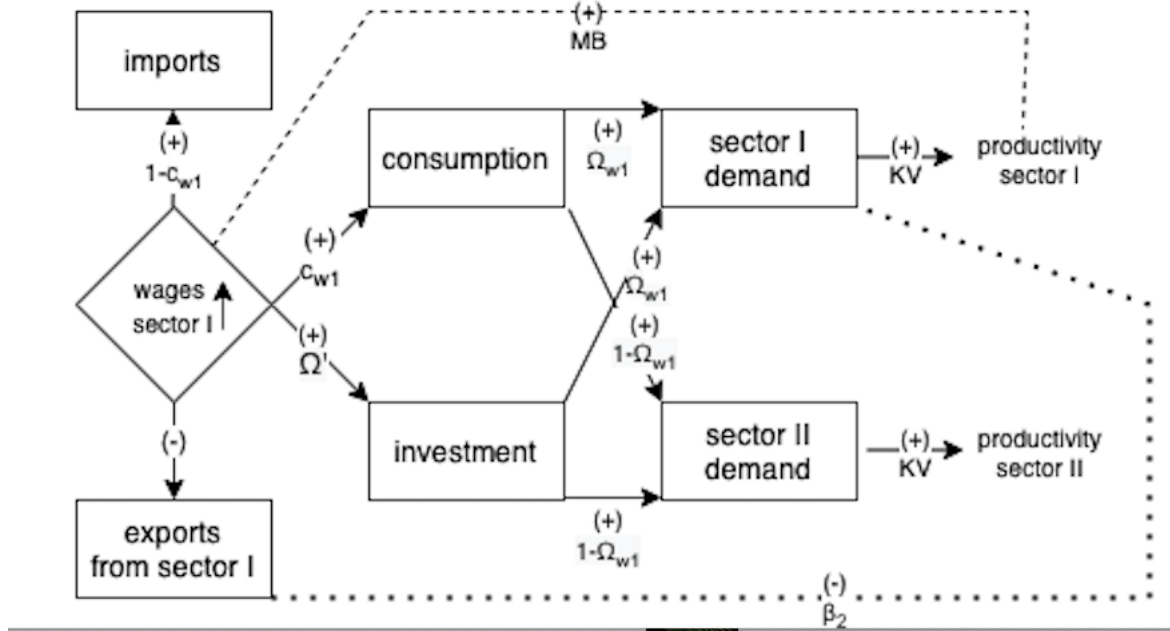 (+)
MB
imports
(+)
1-cw1
consumption
(+)
Ωw1
sector I
demand
(+)
KV
productivity
sector I
(+)
cw1
wages
sector I
(+)
Ω'
(+)
Ωw1
(+)
1-Ωw1
(-)
investment
sector II
demand
(+)
KV
productivity
sector II
exports
from sector I
(+)
1-Ωw1
(-)
β2